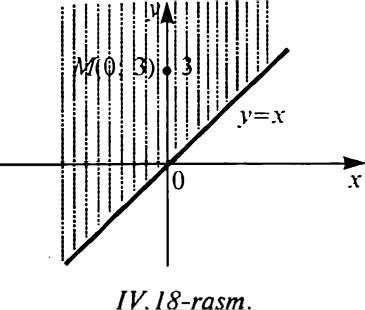 y
M(0; 3) 3
y=x
0
x
IV.18-rasm.